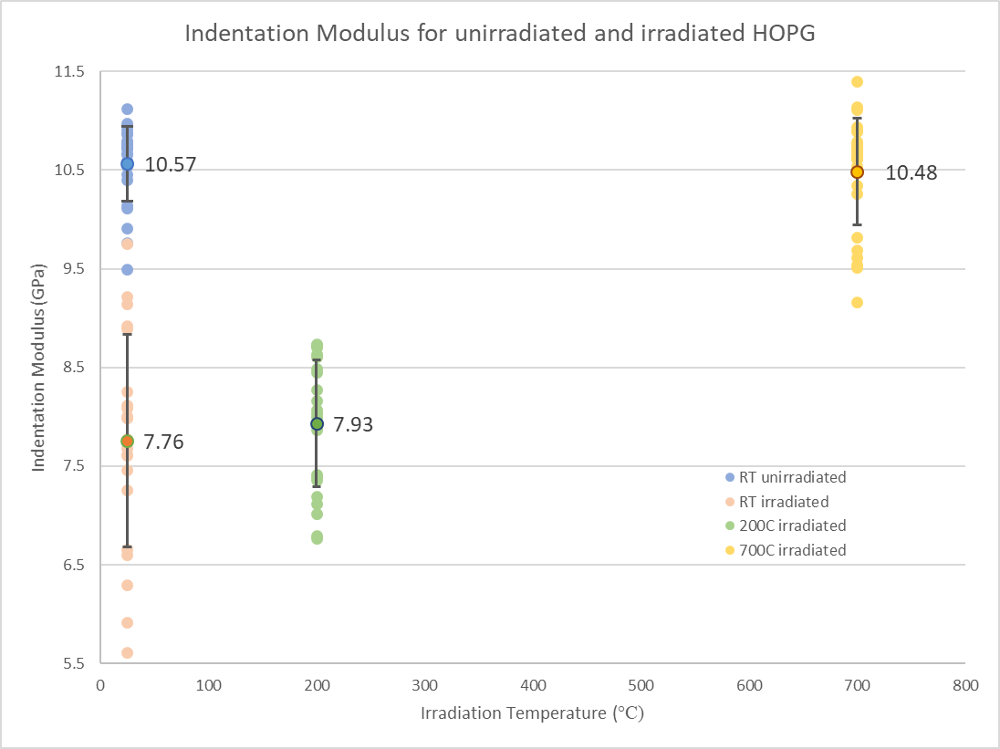 Indentation Modulus for unirradiated and irradiated HOPG
11.5
10.5
9.5
8.5
7.5
6.5
5.5
Indentation Modulus (GPa)
10.57
10.48
7.93
7.76
RT unirradiated
RT irradiated
200C irradiated
700C irradiated
0 100 200 300 400 500 600 700 800
Irradiation Temperature (°C)